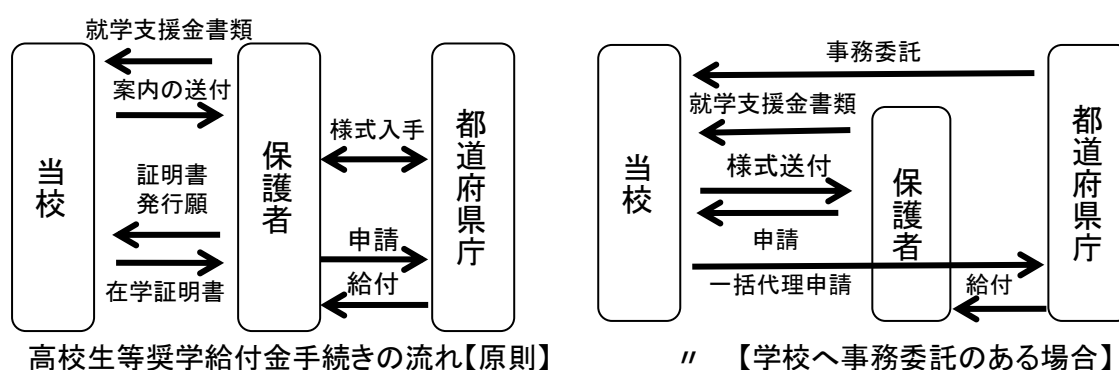 就学支援金書類
案内の送付
当校
証明書
発行願
在学証明書
保護者
様式入手
申請
給付
都道府県庁
高校生等奨学給付金手続きの流れ【原則】
事務委託
就学支援金書類
様式送付
当校
申請
一括代理申請
保護者
給付
都道府県庁
〃 【学校へ事務委託のある場合】